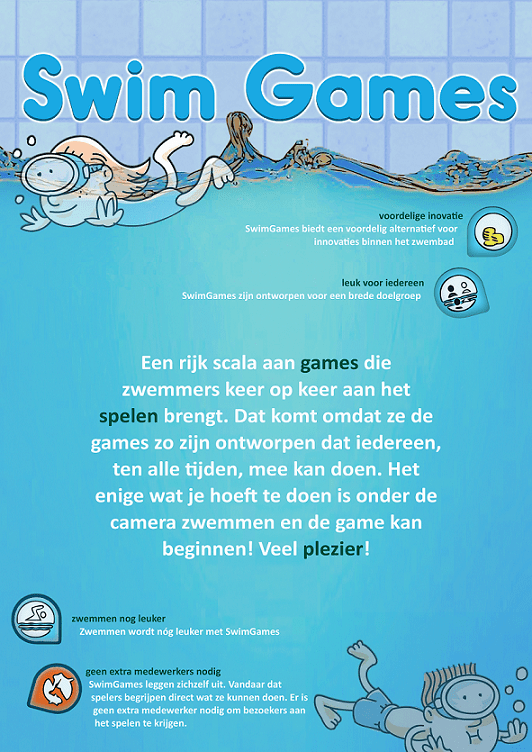 Swim Games
voordelige inovatie
SwimGames biedt een voordelig alternatief voor
innovaties binnen het zwembad
leuk voor iedereen
SwimGames zijn ontworpen voor een brede doelgroep
Een rijk scala aan games die
zwemmers keer op keer aan het
spelen brengt. Dat komt omdat ze de
games zo zijn ontworpen dat iedereen,
ten alle tijden, mee kan doen. Het
enige wat je hoeft te doen is onder de
camera zwemmen en de game kan
beginnen! Veel plezier!
zwemmen nog leuker
Zwemmen wordt nóg leuker met SwimGames
geen extra medewerkers nodig
SwimGames leggen zichzelf uit. Vandaar dat
spelers begrijpen direct wat ze kunnen doen. Er is
geen extra medewerker nodig om bezoekers aan
het spelen te krijgen.